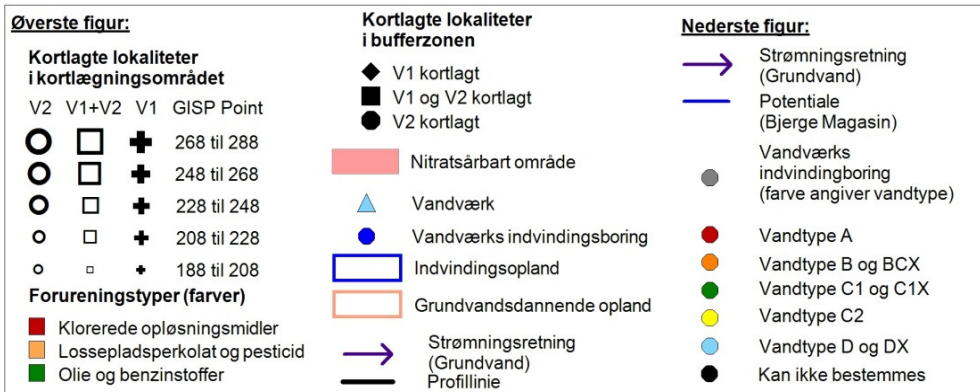 Øverste figur:
Kortlagte lokaliteter
i kortlægningsområdet
V2 V1+V2 V1 GISP Point
268 til 288
248 til 268
228 til 248
208 til 228
188 til 208
Forureningstyper (farver)
Klorerede opløsningsmidler
Lossepladsperkolat og pesticid
Olie og benzinstoffer
Kortlagte lokaliteter
i bufferzonen
V1 kortlagt
V1 og V2 kortlagt
V2 kortlagt
Nitratsårbart område
Vandværk
Vandværks indvindingsboring
Indvindingsopland
Grundvandsdannende opland
Strømningsretning
(Grundvand)
Profillinie
Nederste figur:
Strømningsretning
(Grundvand)
Potentiale
(Bjerge Magasin)
Vandværks
indvindingboring
(farve angiver vandtype)
Vandtype A
Vandtype B og BCX
Vandtype C1 og C1X
Vandtype C2
Vandtype D og DX
Kan ikke bestemmes